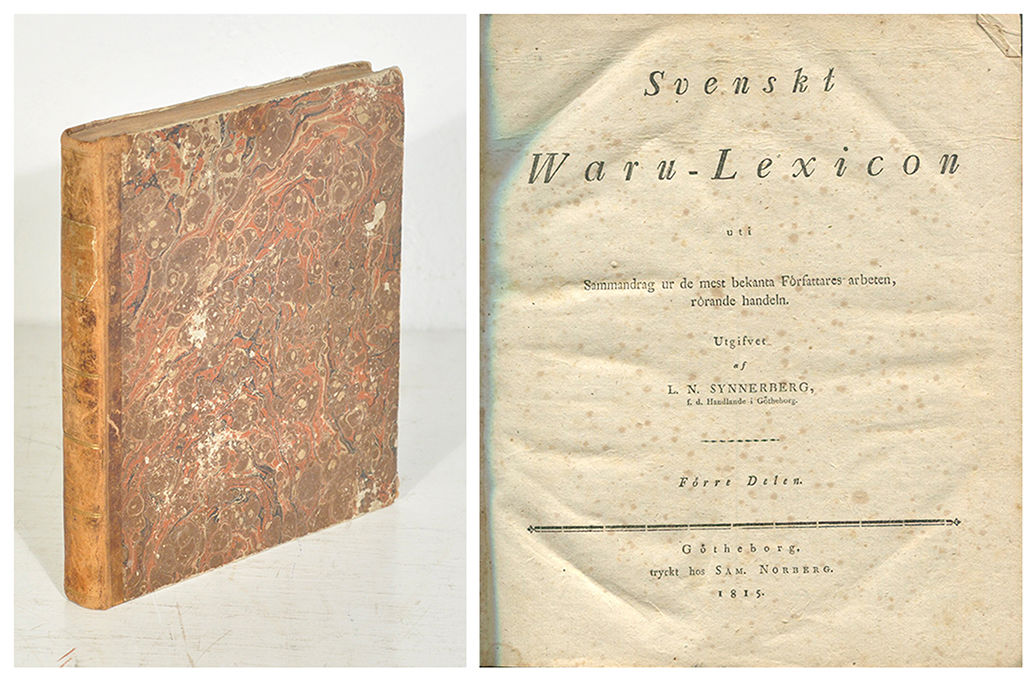 Svenskt
Waru-Lexicon
uti
Sammandrag ur de mest bekanta Författares arbeten,
rörande handeln.
Utgifvet
af
L. N. SYNNERBERG,
f. d. Handlande i Götheborg.
Förre Delen.
Götheborg,
tryckt hos SAM. NORBERG.
1815.